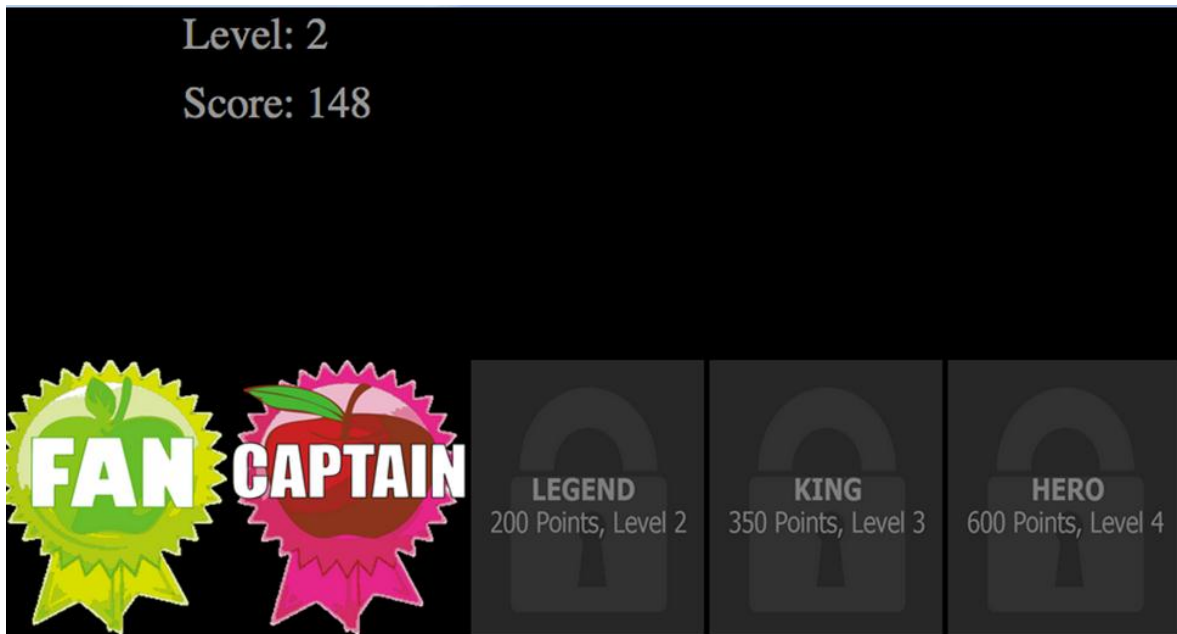 Level: 2
Score: 148
FAN
CAPTAIN
LEGEND
200 Points, Level 2
KING
350 Points, Level 3
HERO
600 Points, Level 4